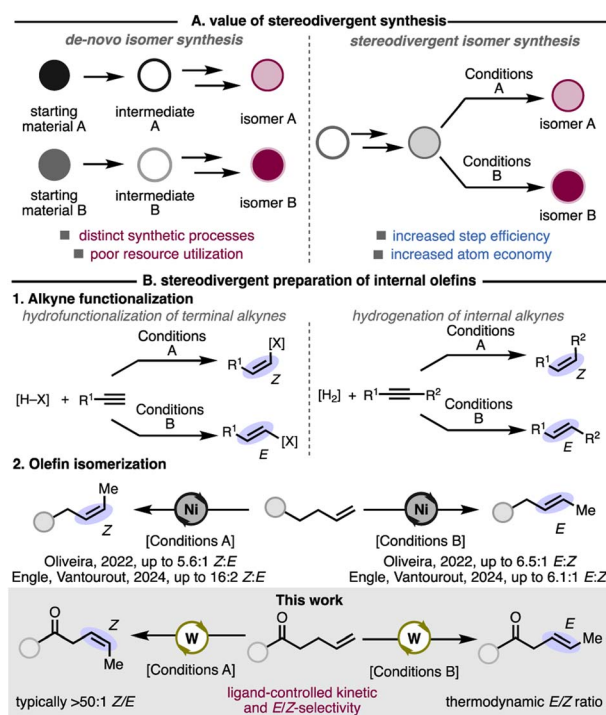 A. value of stereodivergent synthesis
de-novo isomer synthesis
starting material A
intermediate A
isomer A
starting material B
intermediate B
isomer B
distinct synthetic processes
poor resource utilization
stereodivergent isomer synthesis
Conditions A
isomer A
Conditions B
isomer B
increased step efficiency
increased atom economy
B. stereodivergent preparation of internal olefins
1. Alkyne functionalization
hydrofunctionalization of terminal alkynes
[H–X] + R¹
Conditions A
R¹ [X] Z
Conditions B
R¹ [X] E
hydrogenation of internal alkynes
[H₂] + R¹ R²
Conditions A
R¹ R² Z
Conditions B
R¹ R² E
2. Olefin isomerization
Me Z
Ni
[Conditions A]
Ni
[Conditions B]
Me E
Oliveira, 2022, up to 5.6:1 Z:E
Engle, Vantourout, 2024, up to 16:2 Z:E
Oliveira, 2022, up to 6.5:1 E:Z
Engle, Vantourout, 2024, up to 6.1:1 E:Z
This work
O Z Me
W
[Conditions A]
O
W
[Conditions B]
O E Me
typically >50:1 Z/E
ligand-controlled kinetic
and E/Z-selectivity
thermodynamic E/Z ratio